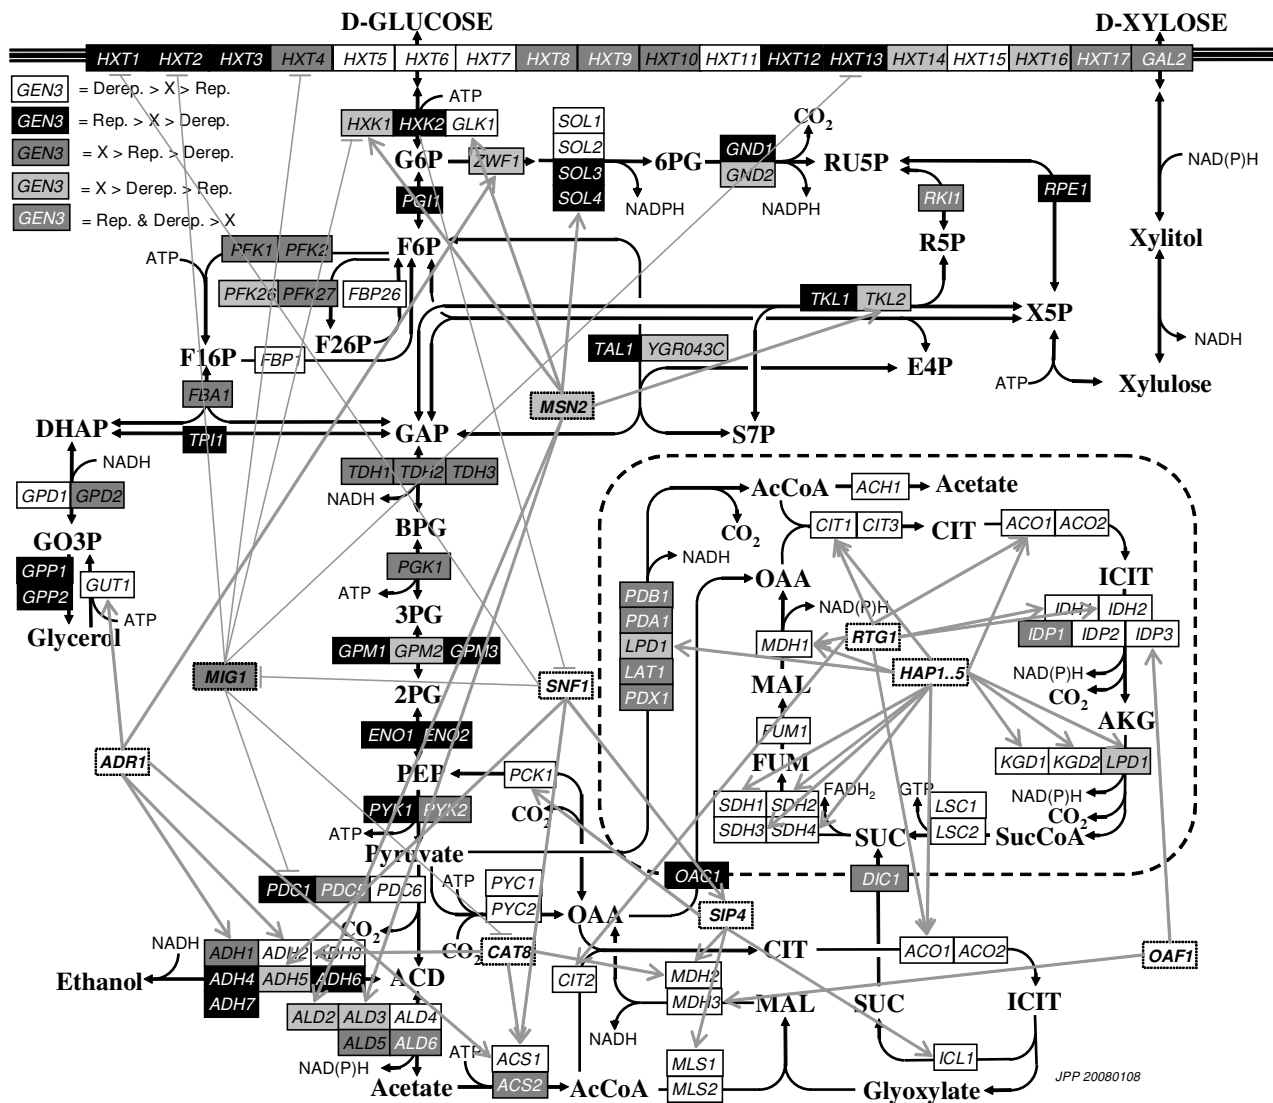 D-GLUCOSE D-XYLOSE
HXT1 HXT2 HXT3 HXT4 HXT5 HXT6 HXT7 HXT8 HXT9 HXT10 HXT11 HXT12 HXT13 HXT14 HXT15 HXT16 HXT17 GAL2
GEN3 = Derep. > X > Rep.
GEN3 = Rep. > X > Derep.
GEN3 = X > Rep. > Derep.
GEN3 = X > Derep. > Rep.
GEN3 = Rep. & Derep. > X
ATP
HXK1 HXK2 GLK1
SOL1
SOL2
SOL3
SOL4
CO2
G6P ZWF1 6PG GND1 RU5P
GND2
NADPH NADPH
NAD(P)H
RPE1
RKI1
PGI1
R5P Xylitol
F6P
PFK1 PFK2
ATP
PFK26 PFK27 FBP26
TKL1 TKL2
X5P
F16P FBP1 F26P
NADH
TAL1 YGR043C
E4P
ATP Xylulose
FBA1
MSN2
DHAP TPI1 GAP S7P
NADH
TDH1 TDH2 TDH3
NADH
GPD1 GPD2
AcCoA ACH1 Acetate
BPG
CO2 CIT1 CIT3 CIT ACO1 ACO2
GO3P
NADH
GPP1
GPP2
GUT1
PGK1
ATP
OAA ICIT
PDB1
PDA1
LPD1
LAT1
PDX1
NAD(P)H
IDH1 IDH2
IDP1 IDP2 IDP3
ATP
3PG
Glycerol
MDH1 RTG1
GPM1 GPM2 GPM3
HAP1..5
NAD(P)H
CO2
MIG1 SNF1 MAL
2PG
AKG
FUM1
ENO1 ENO2
ADR1
PEP PCK1 FUM
KGD1 KGD2 LPD1
NAD(P)H
CO2
CO2
SDH1 SDH2 FADH2 GTP LSC1
SDH3 SDH4 LSC2
PYK1 PYK2
ATP
SUC SucCoA
Pyruvate
PDC1 PDC5 PDC6
ATP PYC1
PYC2
OAC1 DIC1
OAA SIP4
CO2 CO2
NADH
CAT8
CIT ACO1 ACO2
OAF1
ADH1 ADH2 ADH3
ADH4 ADH5 ADH6
ADH7
Ethanol ACD
CIT2 MDH2
MDH3
MAL SUC ICIT
ALD2 ALD3 ALD4
ALD5 ALD6
NADH
NAD(P)H ATP ACS1
ACS2
MLS1
MLS2
ICL1
Acetate AcCoA Glyoxylate
JPP 20080108